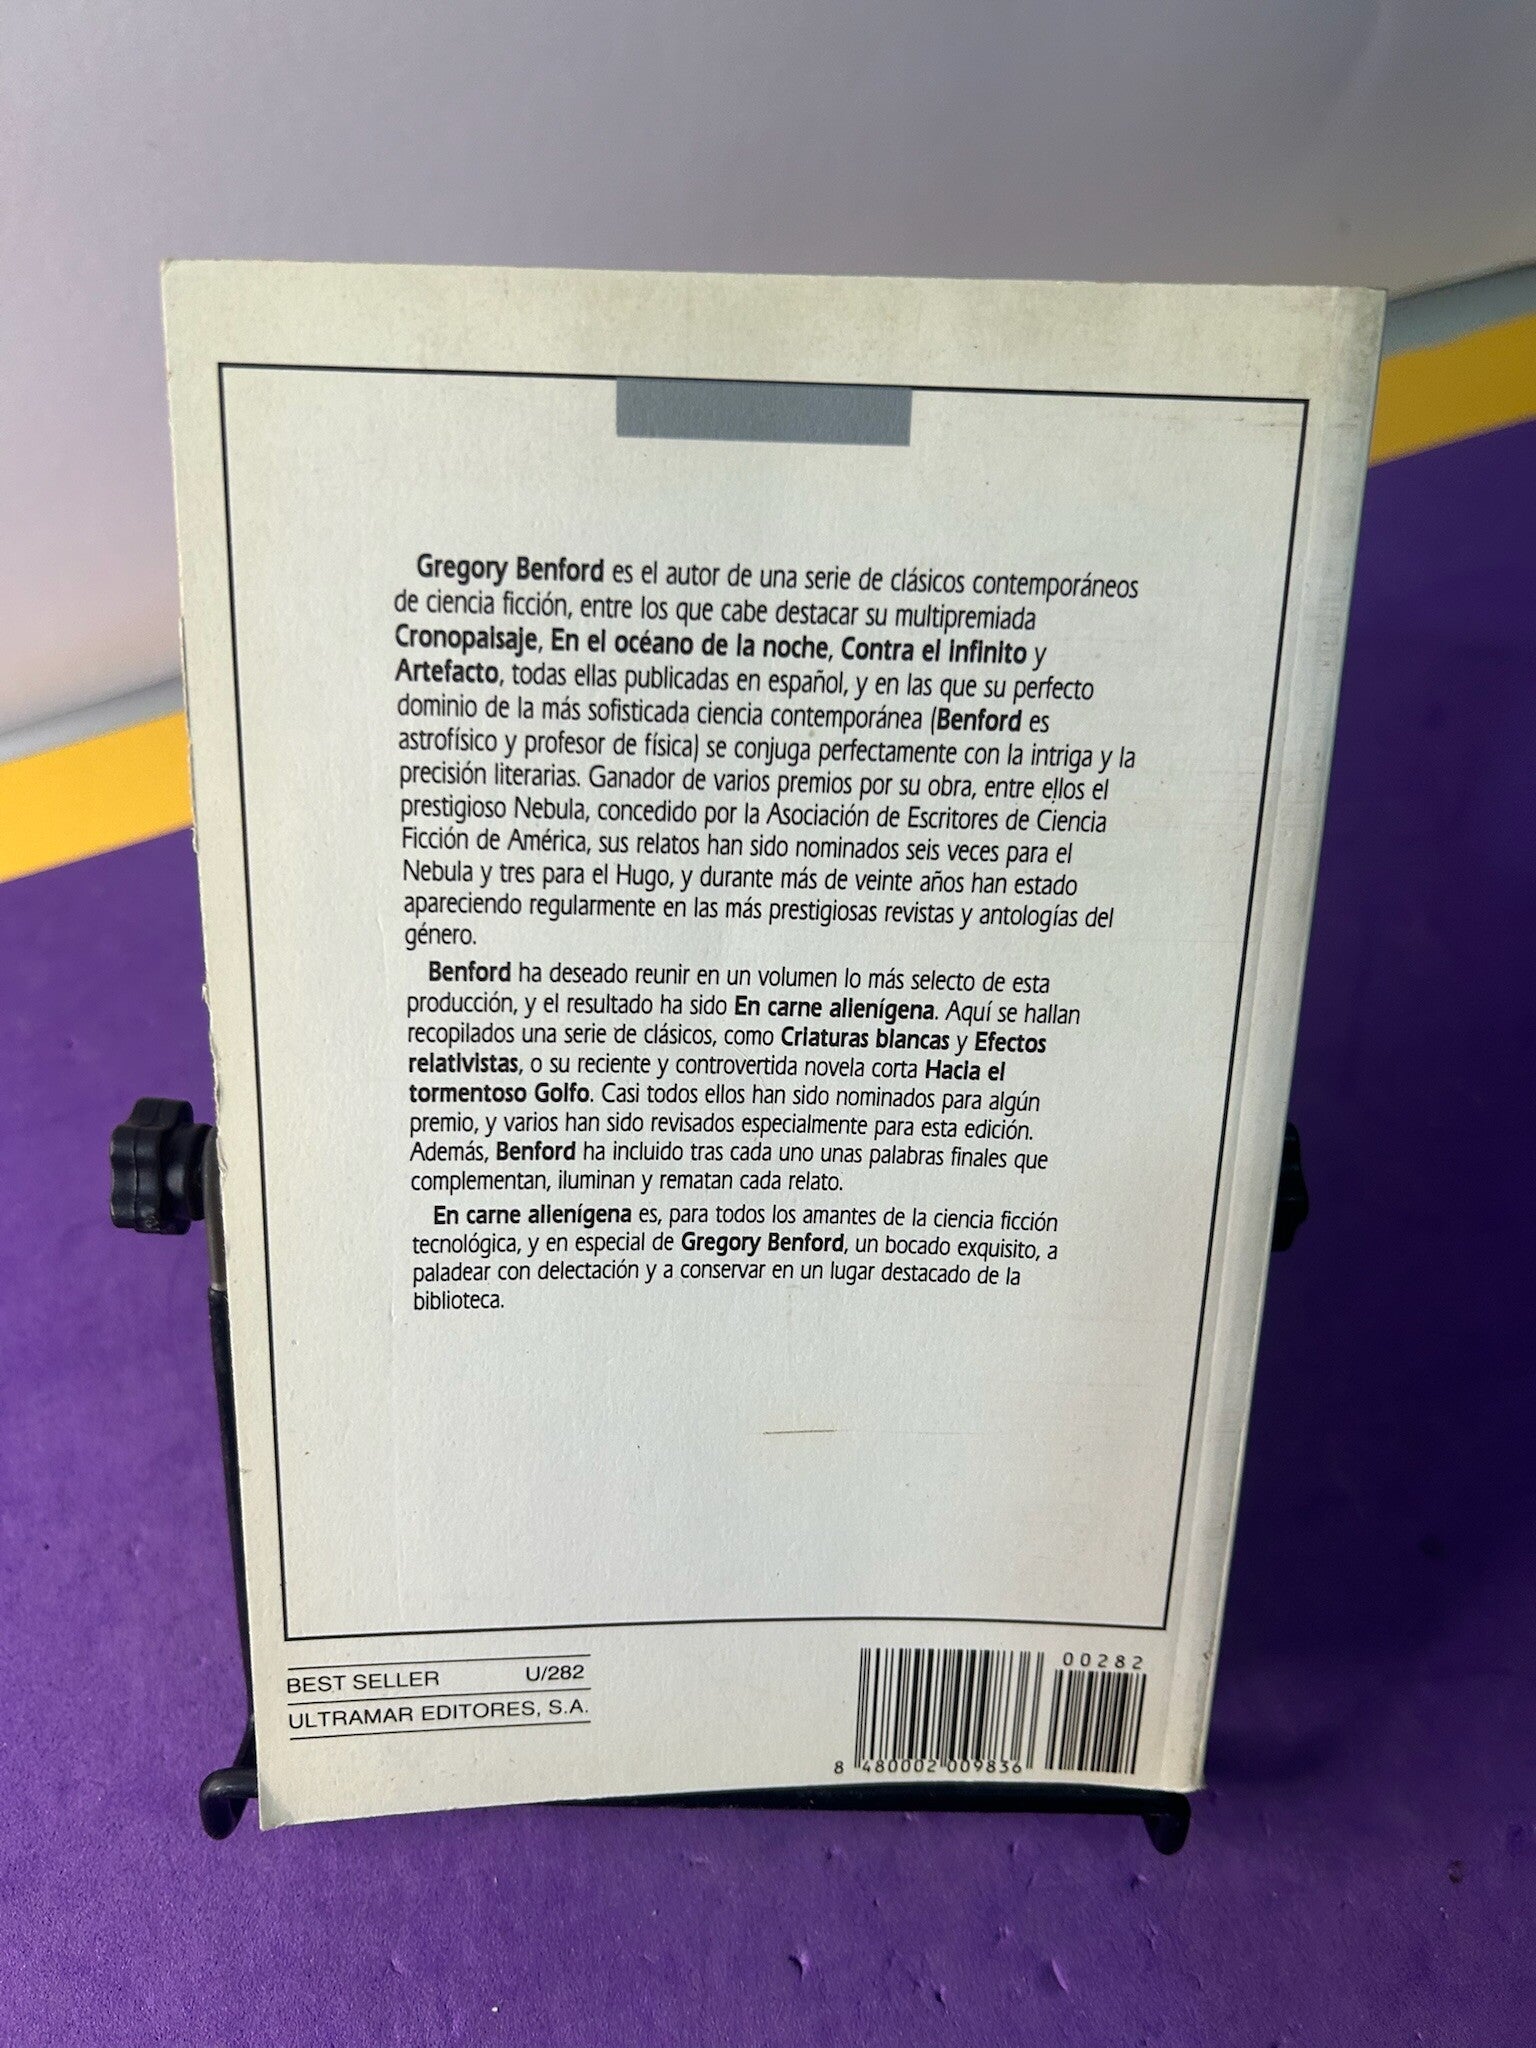 Gregory Benford es el autor de una serie de clásicos contemporáneos
de ciencia ficción, entre los que cabe destacar su multipremiada
Cronopaisaje, En el océano de la noche, Contra el infinito y
Artefacto, todas ellas publicadas en español, y en las que su perfecto
dominio de la más sofisticada ciencia contemporánea (Benford es
astrofísico y profesor de física) se conjuga perfectamente con la intriga y la
precisión literarias. Ganador de varios premios por su obra, entre ellos el
prestigioso Nebula, concedido por la Asociación de Escritores de Ciencia
Ficción de América, sus relatos han sido nominados seis veces para el
Nebula y tres para el Hugo, y durante más de veinte años han estado
apareciendo regularmente en las más prestigiosas revistas y antologías del
género.
Benford ha deseado reunir en un volumen lo más selecto de esta
producción, y el resultado ha sido En carne alienígena. Aquí se hallan
recopilados una serie de clásicos, como Criaturas blancas y Efectos
relativistas, o su reciente y controvertida novela corta Hacia el
tormentoso Golfo. Casi todos ellos han sido nominados para algún
premio, y varios han sido revisados especialmente para esta edición.
Además, Benford ha incluido tras cada uno unas palabras finales que
complementan, iluminan y rematan cada relato.
En carne alienígena es, para todos los amantes de la ciencia ficción
tecnológica, y en especial de Gregory Benford, un bocado exquisito, a
paladear con delectación y a conservar en un lugar destacado de la
biblioteca.
BEST SELLER U/282
ULTRAMAR EDITORES, S.A.
00282
8 480002 009836